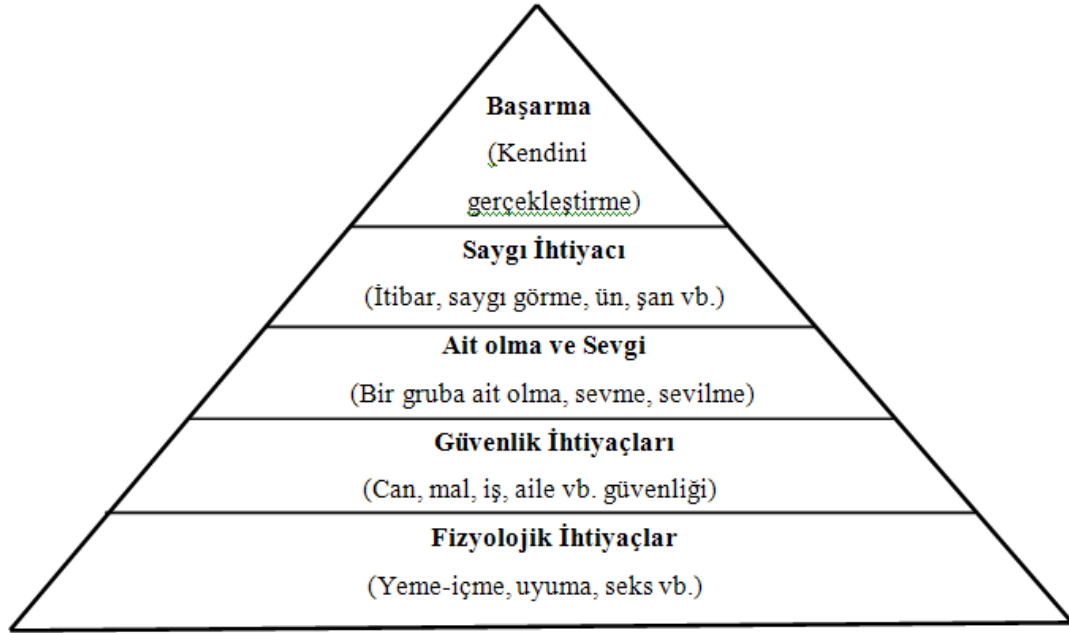 Başarma
(Kendini
gerçekleştirme)
Saygı İhtiyacı
(İtibar, saygı görme, ün, şan vb.)
Ait olma ve Sevgi
(Bir gruba ait olma, sevme, sevilme)
Güvenlik İhtiyaçları
(Can, mal, iş, aile vb. güvenliği)
Fizyolojik İhtiyaçlar
(Yeme-içme, uyuma, seks vb.)